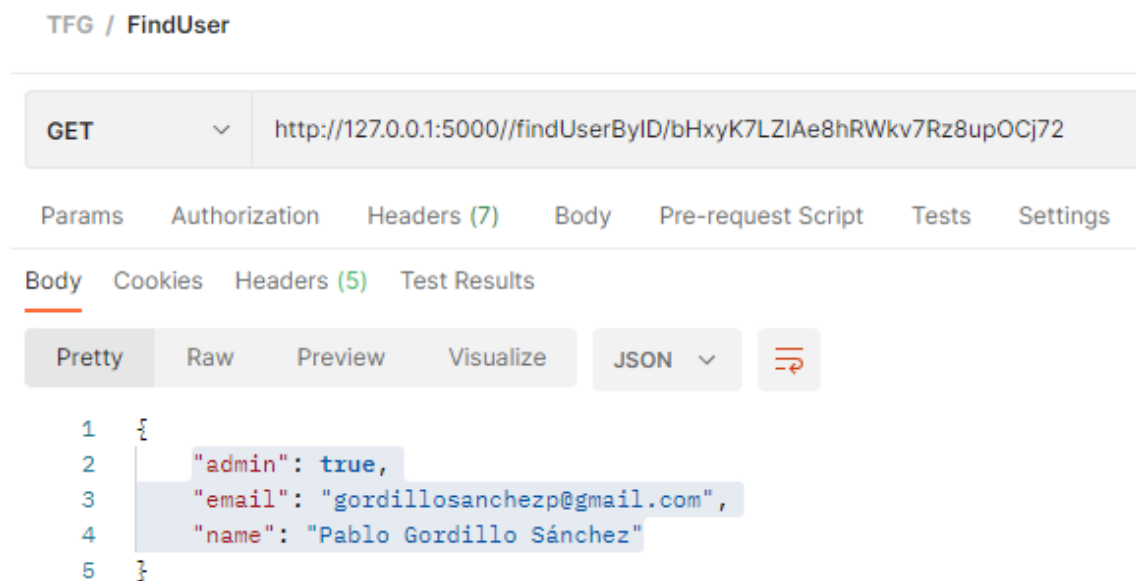 TFG / FindUser
GET http://127.0.0.1:5000//findUserByID/bHxyK7LZIAe8hRWkv7Rz8upOCj72
Params Authorization Headers (7) Body Pre-request Script Tests Settings
Body Cookies Headers (5) Test Results
Pretty Raw Preview Visualize JSON
1 {
2 "admin": true,
3 "email": "gordillosanchezp@gmail.com",
4 "name": "Pablo Gordillo Sánchez"
5 }